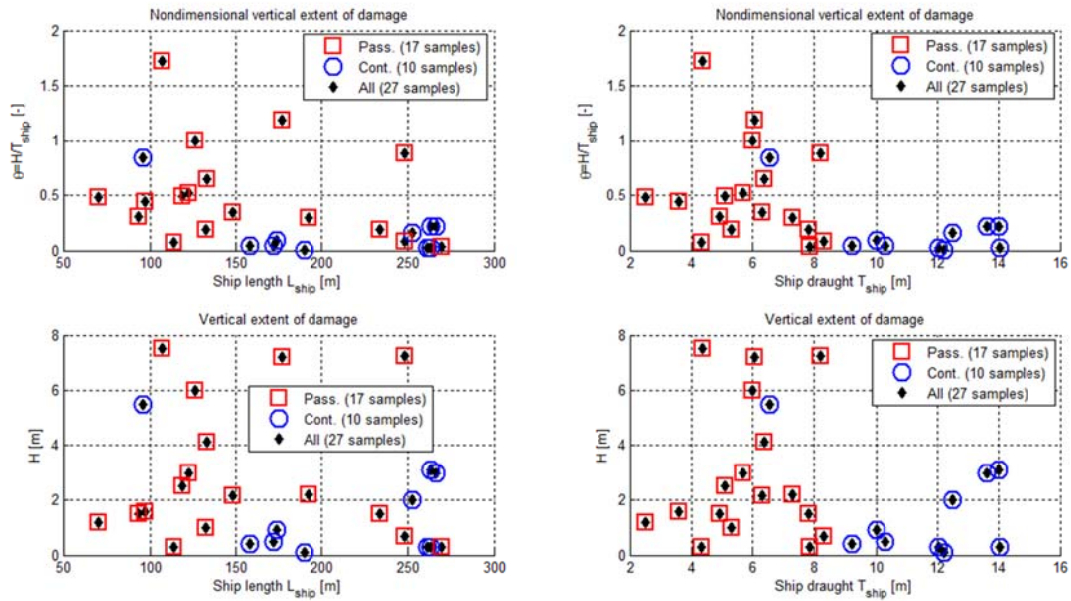 Nondimensional vertical extent of damage
2
1.5
1
0.5
0
θ=H/Tship [-]
Pass. (17 samples)
Cont. (10 samples)
All (27 samples)
50 100 150 200 250 300
Ship length Lship [m]
Nondimensional vertical extent of damage
2
1.5
1
0.5
0
θ=H/Tship [-]
Pass. (17 samples)
Cont. (10 samples)
All (27 samples)
2 4 6 8 10 12 14 16
Ship draught Tship [m]
Vertical extent of damage
8
6
4
2
0
H [m]
Pass. (17 samples)
Cont. (10 samples)
All (27 samples)
50 100 150 200 250 300
Ship length Lship [m]
Vertical extent of damage
8
6
4
2
0
H [m]
Pass. (17 samples)
Cont. (10 samples)
All (27 samples)
2 4 6 8 10 12 14 16
Ship draught Tship [m]